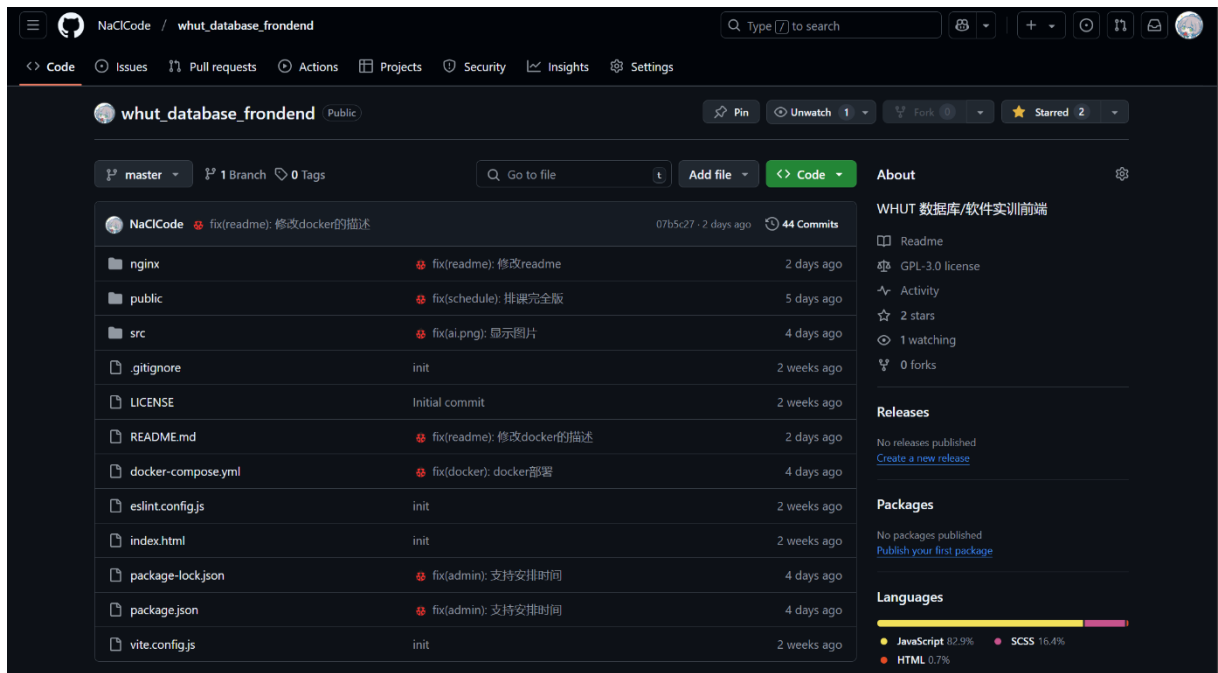 NaClCode / whut_database_frondend
Type / to search
Code Issues Pull requests Actions Projects Security Insights Settings
whut_database_frondend Public
Pin Unwatch 1 Fork 0 Starred 2
master 1 Branch 0 Tags Go to file t Add file Code
NaClCode fix(readme): 修改docker的描述 07b5c27 · 2 days ago 44 Commits
nginx fix(readme): 修改readme 2 days ago
public fix(schedule): 排课完全版 5 days ago
src fix(ai.png): 显示图片 4 days ago
.gitignore init 2 weeks ago
LICENSE Initial commit 2 weeks ago
README.md fix(readme): 修改docker的描述 2 days ago
docker-compose.yml fix(docker): docker部署 4 days ago
eslint.config.js init 2 weeks ago
index.html init 2 weeks ago
package-lock.json fix(admin): 支持安排时间 4 days ago
package.json fix(admin): 支持安排时间 4 days ago
vite.config.js init 2 weeks ago
About
WHUT 数据库/软件实训前端
Readme
GPL-3.0 license
Activity
2 stars
1 watching
0 forks
Releases
No releases published
Create a new release
Packages
No packages published
Publish your first package
Languages
JavaScript 82.9% SCSS 16.4%
HTML 0.7%